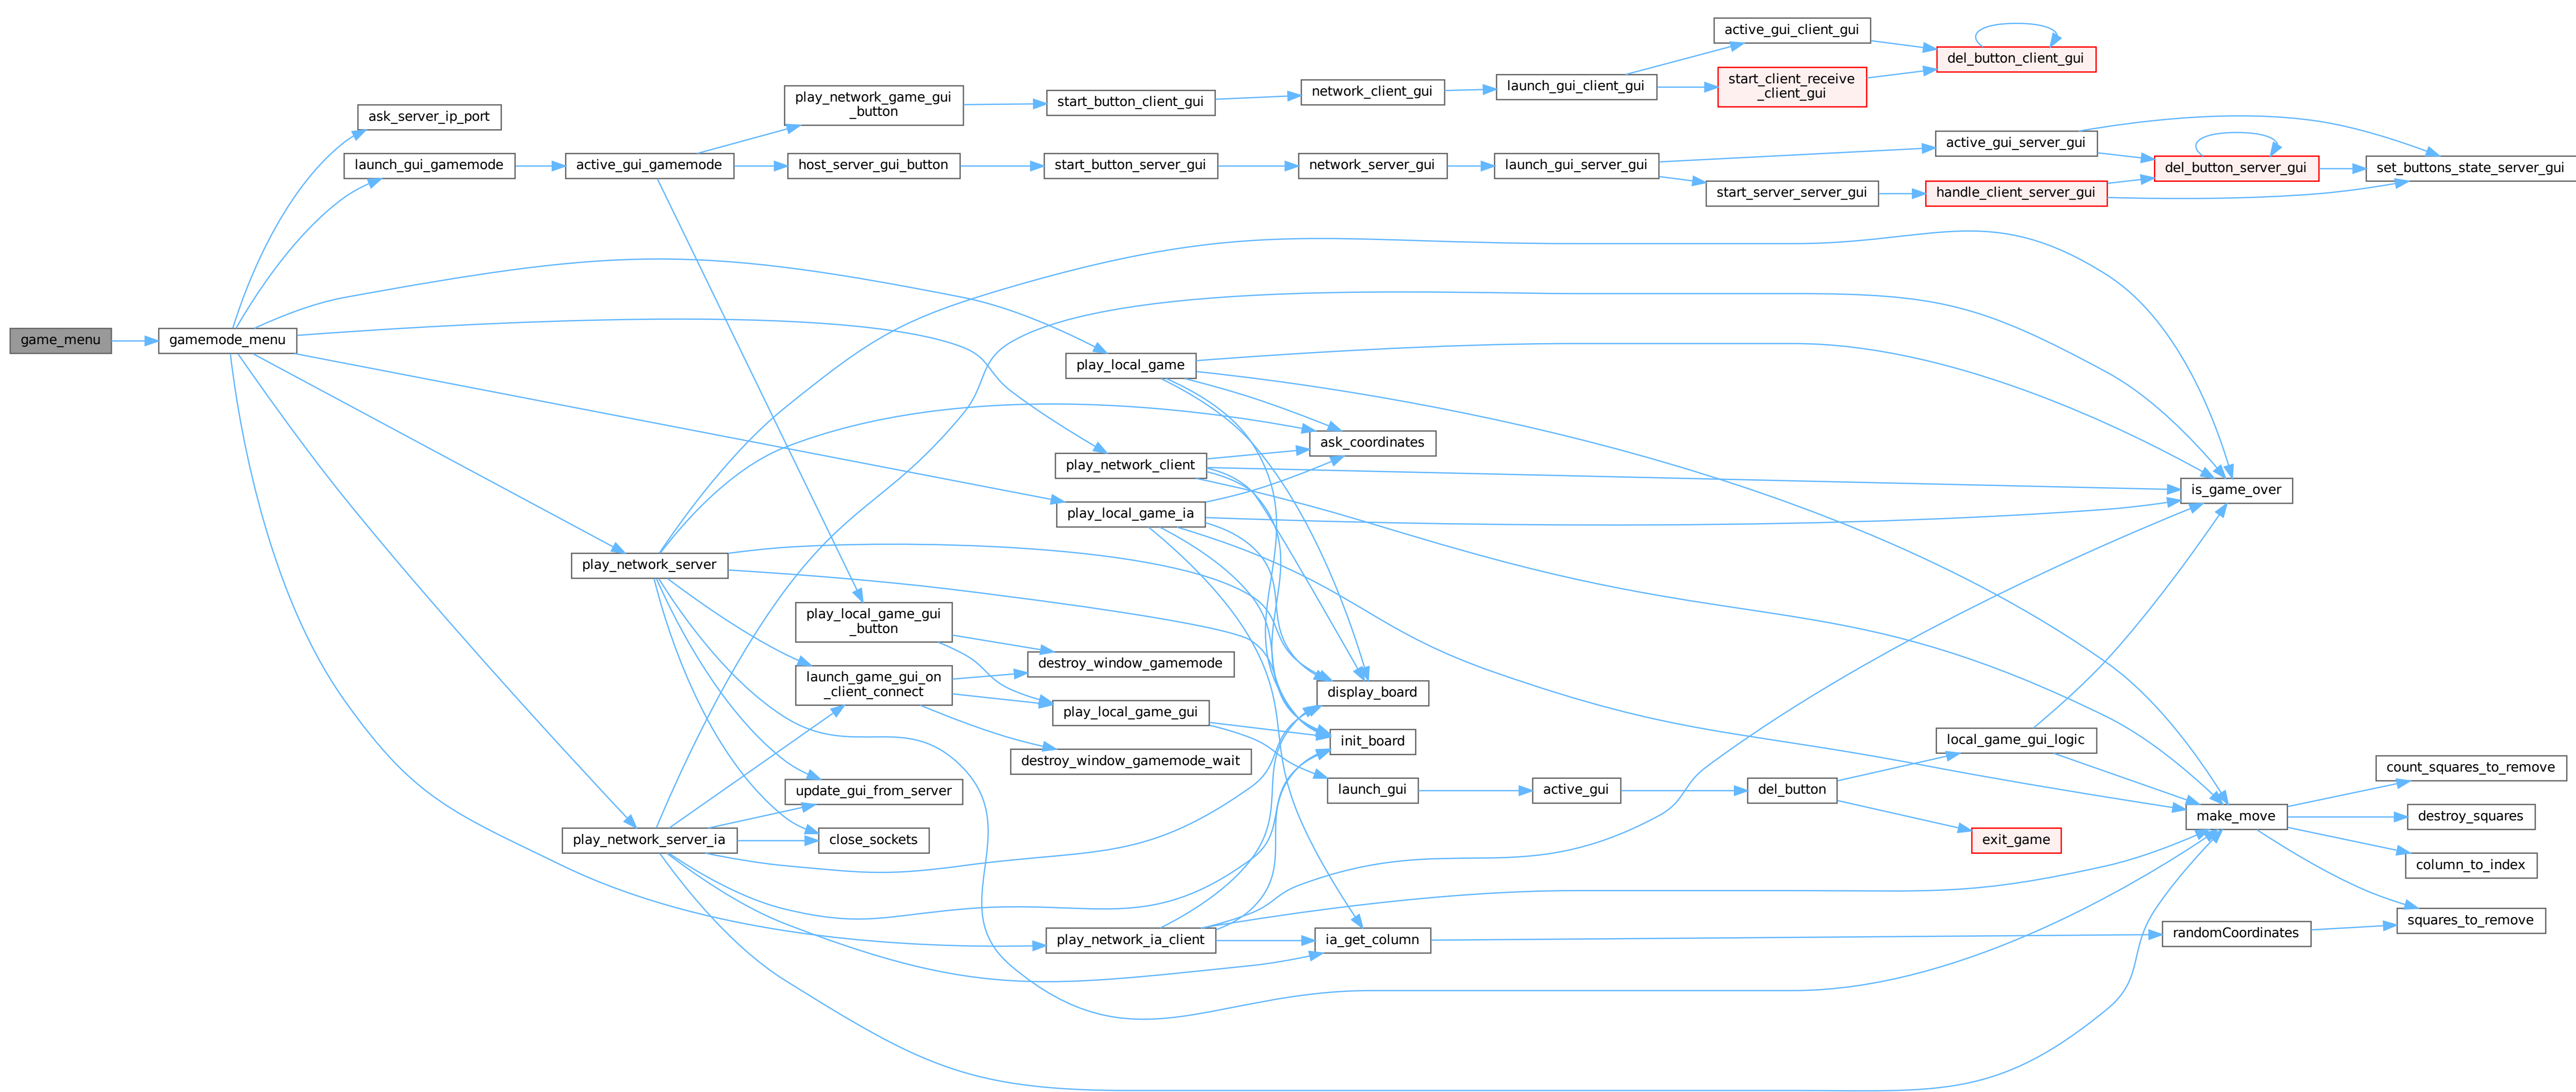 active_gui_client_gui
del_button_client_gui
start_client_receive
_client_gui
launch_gui_client_gui
network_client_gui
play_network_game_gui
_button
start_button_client_gui
ask_server_ip_port
active_gui_server_gui
launch_gui_gamemode
active_gui_gamemode
host_server_gui_button
start_button_server_gui
network_server_gui
launch_gui_server_gui
del_button_server_gui
set_buttons_state_server_gui
start_server_server_gui
handle_client_server_gui
game_menu
gamemode_menu
play_local_game
ask_coordinates
play_network_client
is_game_over
play_local_game_ia
play_network_server
play_local_game_gui
_button
destroy_window_gamemode
launch_game_gui_on
_client_connect
display_board
play_local_game_gui
init_board
local_game_gui_logic
destroy_window_gamemode_wait
count_squares_to_remove
update_gui_from_server
launch_gui
active_gui
del_button
make_move
destroy_squares
play_network_server_ia
close_sockets
exit_game
column_to_index
squares_to_remove
play_network_ia_client
ia_get_column
randomCoordinates